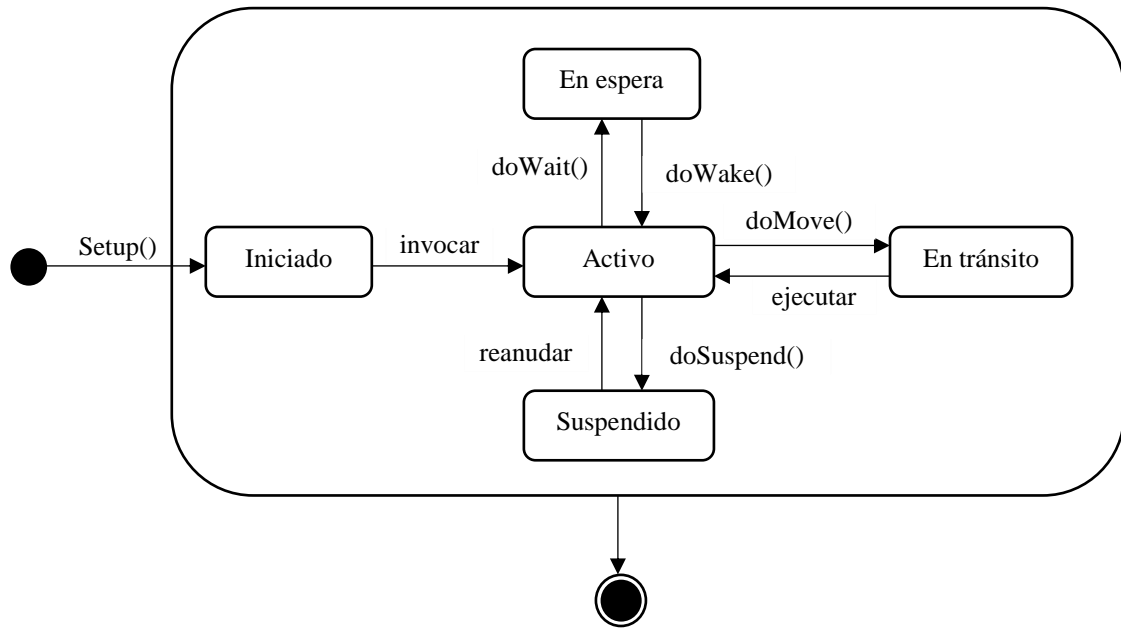 En espera
doWait()
doWake()
doMove()
Setup()
Iniciado
invocar
Activo
En tránsito
ejecutar
reanudar
doSuspend()
Suspendido